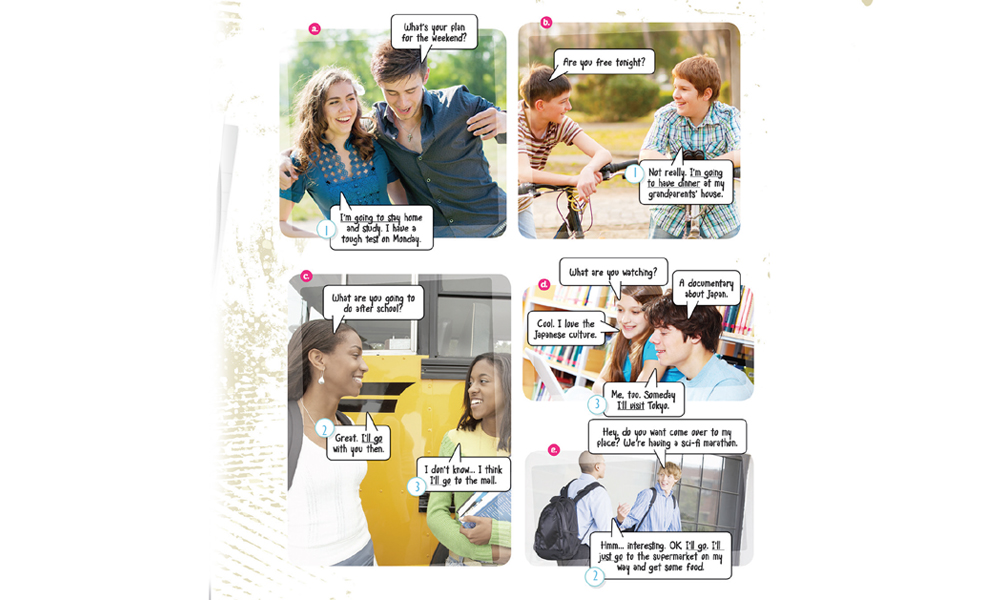 a.
What's your plan
for the weekend?
I'm going to stay home
and study. I have a
tough test on Monday.
1
b.
Are you free tonight?
Not really. I'm going
to have dinner at my
grandparents' house.
1
c.
What are you going to
do after school?
I don't know... I think
I'll go to the mall.
3
Great. I'll go
with you then.
2
d.
What are you watching?
A documentary
about Japan.
Cool. I love the
Japanese culture.
Me, too. Someday
I'll visit Tokyo.
3
e.
Hey, do you want come over to my
place? We're having a sci-fi marathon.
Hmm... interesting. OK I'll go. I'll
just go to the supermarket on my
way and get some food.
2